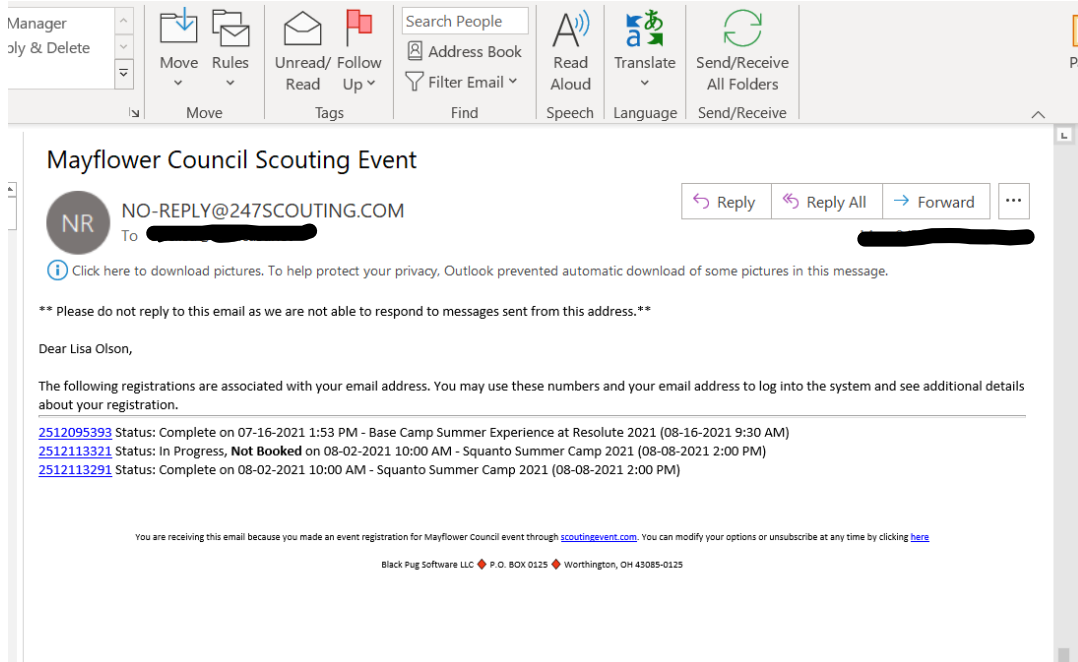 Manager
ply & Delete
Move
Rules
Move
Unread/ Read
Follow Up
Tags
Search People
Address Book
Filter Email
Find
Read Aloud
Speech
Translate
Language
Send/Receive All Folders
Send/Receive
Mayflower Council Scouting Event
NR
NO-REPLY@247SCOUTING.COM
To
Reply
Reply All
Forward
Click here to download pictures. To help protect your privacy, Outlook prevented automatic download of some pictures in this message.
** Please do not reply to this email as we are not able to respond to messages sent from this address.**
Dear Lisa Olson,
The following registrations are associated with your email address. You may use these numbers and your email address to log into the system and see additional details
about your registration.
2512095393 Status: Complete on 07-16-2021 1:53 PM - Base Camp Summer Experience at Resolute 2021 (08-16-2021 9:30 AM)
2512113321 Status: In Progress, Not Booked on 08-02-2021 10:00 AM - Squanto Summer Camp 2021 (08-08-2021 2:00 PM)
2512113291 Status: Complete on 08-02-2021 10:00 AM - Squanto Summer Camp 2021 (08-08-2021 2:00 PM)
You are receiving this email because you made an event registration for Mayflower Council event through scoutingevent.com. You can modify your options or unsubscribe at any time by clicking here
Black Pug Software LLC ♦ P.O. BOX 0125 ♦ Worthington, OH 43085-0125